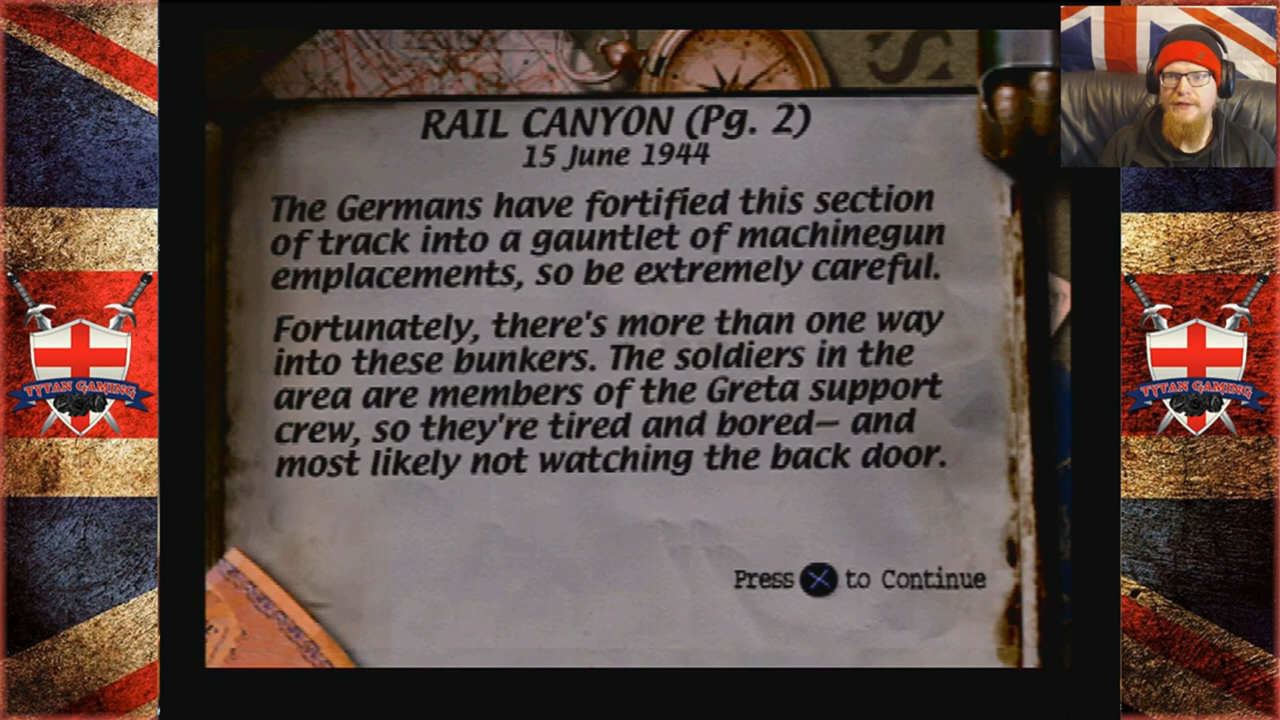 RAIL CANYON (Pg. 2)
15 June 1944
The Germans have fortified this section
of track into a gauntlet of machinegun
emplacements, so be extremely careful.
Fortunately, there's more than one way
into these bunkers. The soldiers in the
area are members of the Greta support
crew, so they're tired and bored— and
most likely not watching the back door.
Press X to Continue
TYTAN GAMING
TYTAN GAMING